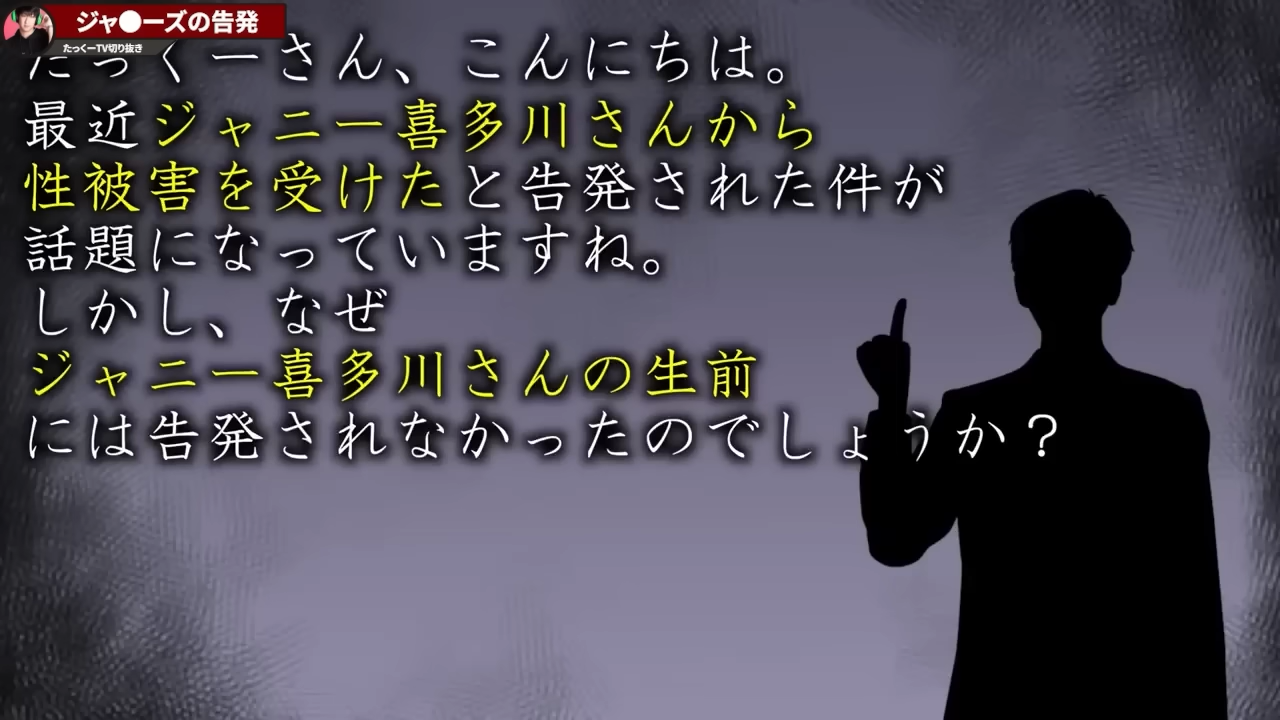 ジャ●ーズの告発
たっくーTV切り抜き
たっくーさん、こんにちは。
最近ジャニー喜多川さんから
性被害を受けたと告発された件が
話題になっていますね。
しかし、なぜ
ジャニー喜多川さんの生前
には告発されなかったのでしょうか？